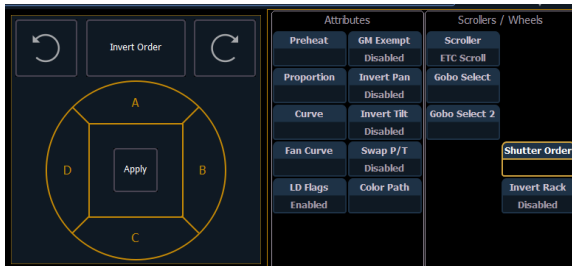 Invert Order
A
D
Apply
B
C
Attributes
Preheat
GM Exempt
Disabled
Proportion
Invert Pan
Disabled
Curve
Invert Tilt
Disabled
Fan Curve
Swap P/T
Disabled
LD Flags
Enabled
Color Path
Scrollers / Wheels
Scroller
ETC Scroll
Gobo Select
Gobo Select 2
Shutter Order
Invert Rack
Disabled